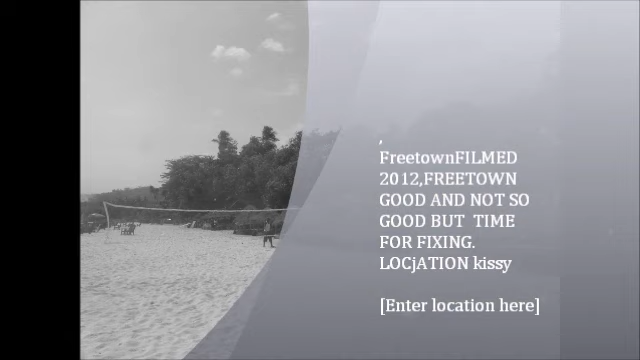 ,
FreetownFILMED
2012,FREETOWN
GOOD AND NOT SO
GOOD BUT TIME
FOR FIXING.
LOCjATION kissy
[Enter location here]